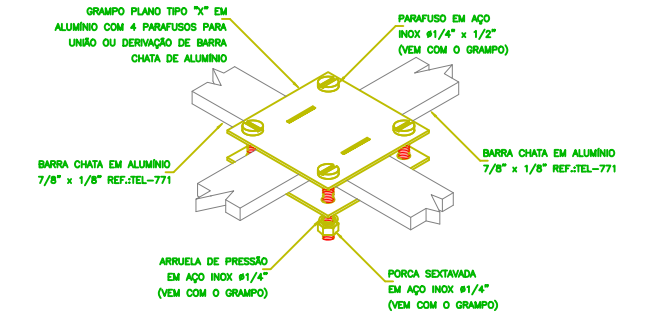 GRAMPO PLANO TIPO "X" EM
ALUMÍNIO COM 4 PARAFUSOS PARA
UNIÃO OU DERIVAÇÃO DE BARRA
CHATA DE ALUMÍNIO
PARAFUSO EM AÇO
INOX ø1/4" x 1/2"
(VEM COM O GRAMPO)
BARRA CHATA EM ALUMÍNIO
7/8" x 1/8" REF.:TEL-771
BARRA CHATA EM ALUMÍNIO
7/8" x 1/8" REF.:TEL-771
ARRUELA DE PRESSÃO
EM AÇO INOX ø1/4"
(VEM COM O GRAMPO)
PORCA SEXTAVADA
EM AÇO INOX ø1/4"
(VEM COM O GRAMPO)